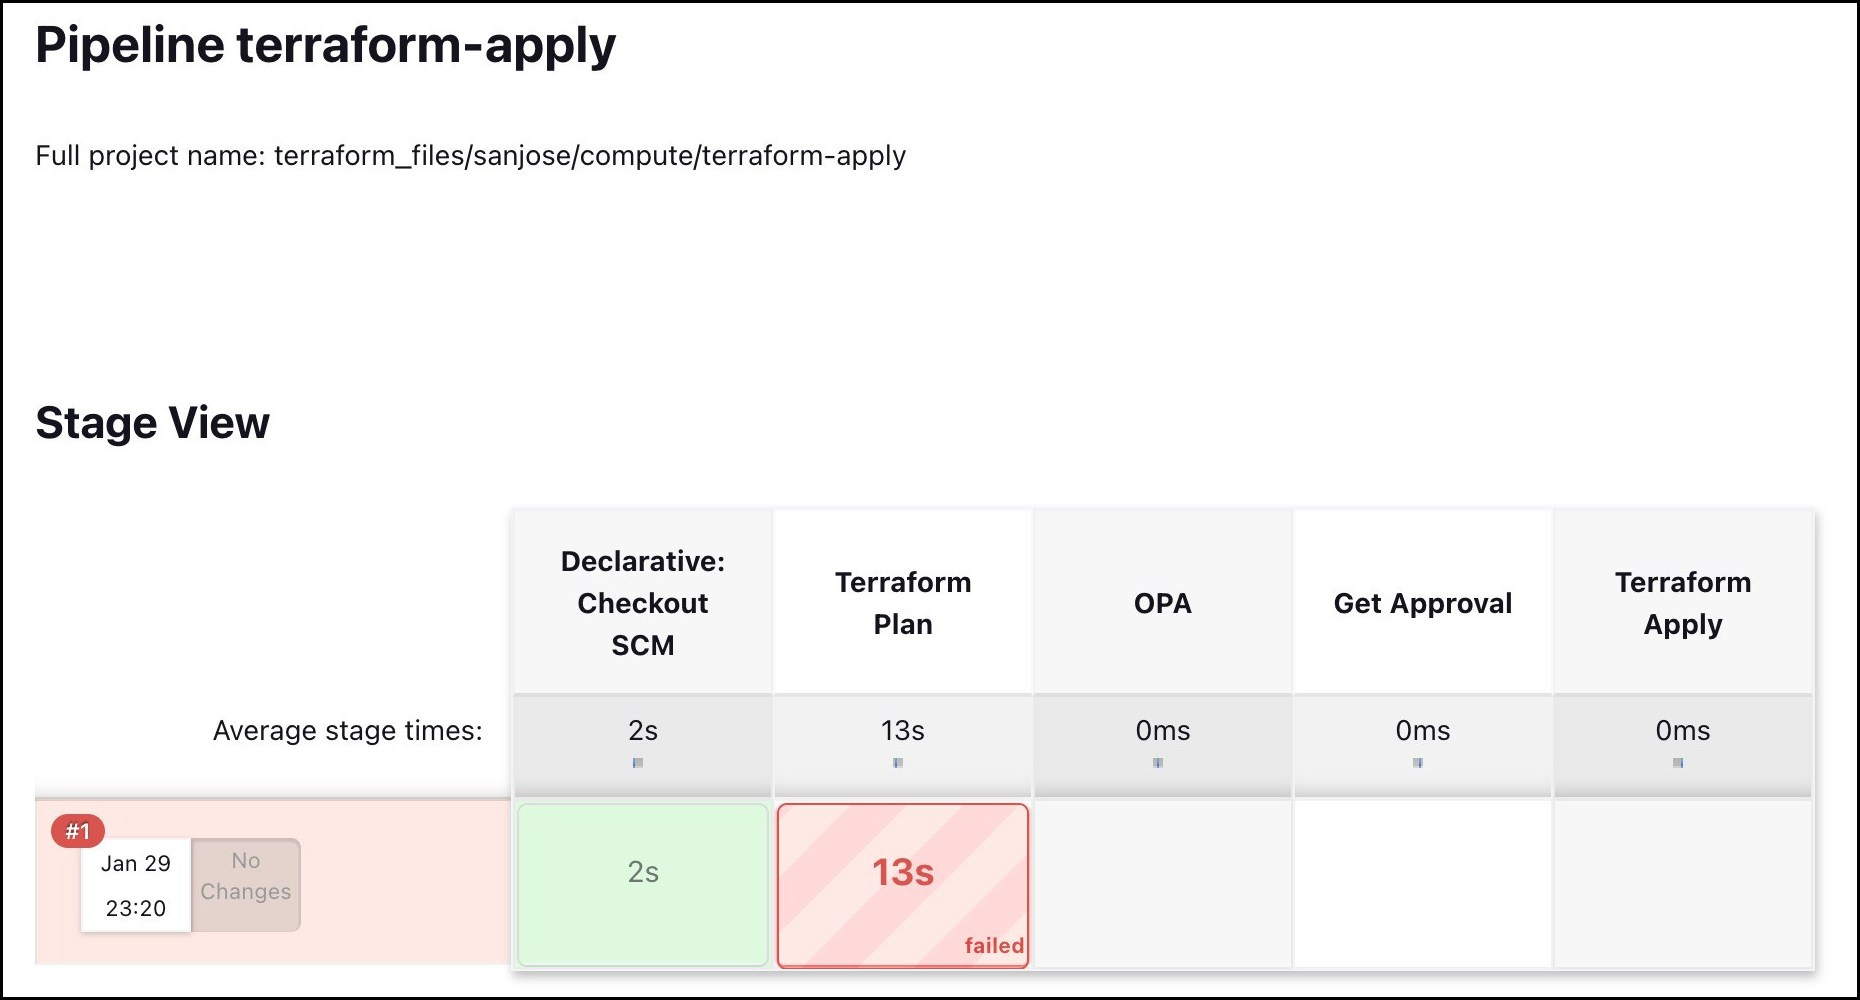 Pipeline terraform-apply
Full project name: terraform_files/sanjose/compute/terraform-apply
Stage View
Declarative:
Checkout
SCM
Terraform
Plan
OPA
Get Approval
Terraform
Apply
Average stage times:
2s
13s
0ms
0ms
0ms
#1
Jan 29
23:20
No
Changes
2s
13s
failed